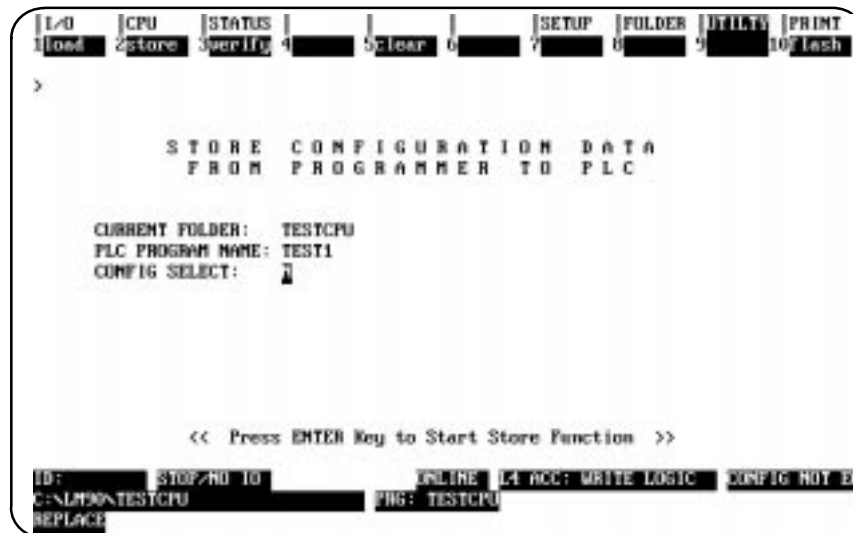 I/O CPU STATUS SETUP FOLDER UTILTY PRINT
1load 2store 3verify 4 5clear 6 7 8 9 10flash
>
STORE CONFIGURATION DATA
FROM PROGRAMMER TO PLC
CURRENT FOLDER: TESTCPU
PLC PROGRAM NAME: TEST1
CONFIG SELECT:
<< Press ENTER Key to Start Store Function >>
ID: STOP/NO IO ONLINE L4 ACC: WRITE LOGIC CONFIG NOT E
C:\LM90\TESTCPU PRG: TESTCPU
REPLACE